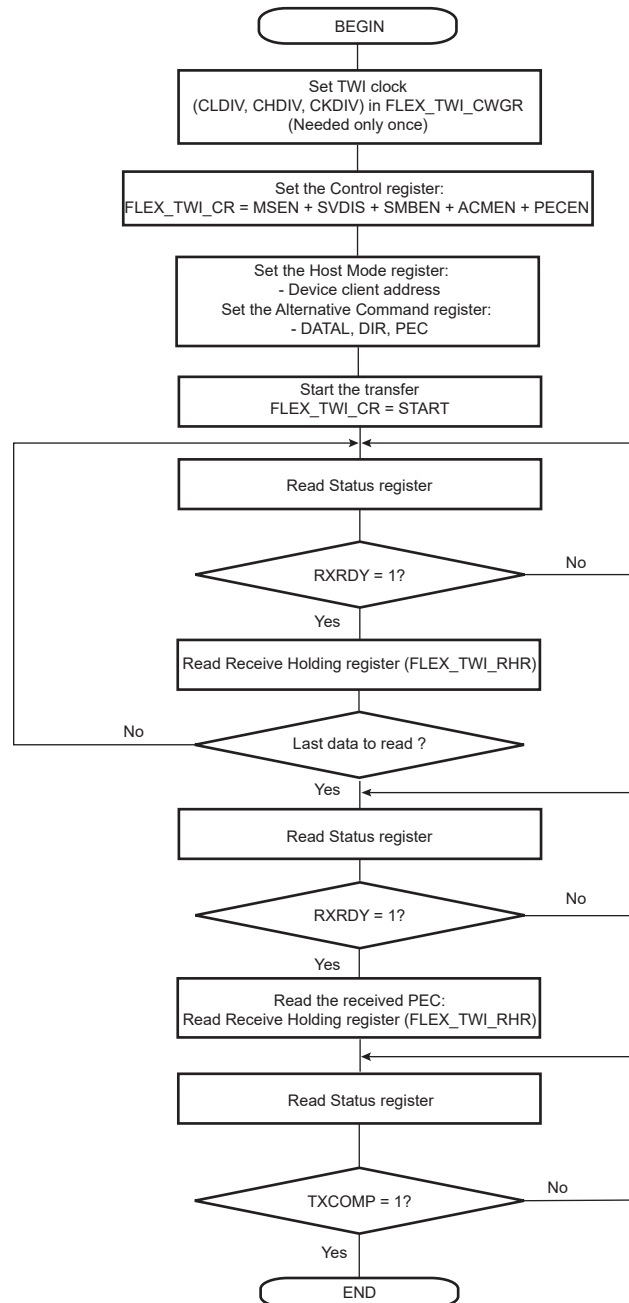 BEGIN
Set TWI clock
(CLDIV, CHDIV, CKDIV) in FLEX_TWI_CWGR
(Needed only once)
Set the Control register:
FLEX_TWI_CR = MSEN + SVDIS + SMBEN + ACMEN + PECEN
Set the Host Mode register:
- Device client address
Set the Alternative Command register:
- DATAL, DIR, PEC
Start the transfer
FLEX_TWI_CR = START
Read Status register
RXRDY = 1?
No
Yes
Read Receive Holding register (FLEX_TWI_RHR)
No
Last data to read ?
Yes
Read Status register
RXRDY = 1?
No
Yes
Read the received PEC:
Read Receive Holding register (FLEX_TWI_RHR)
Read Status register
TXCOMP = 1?
No
Yes
END